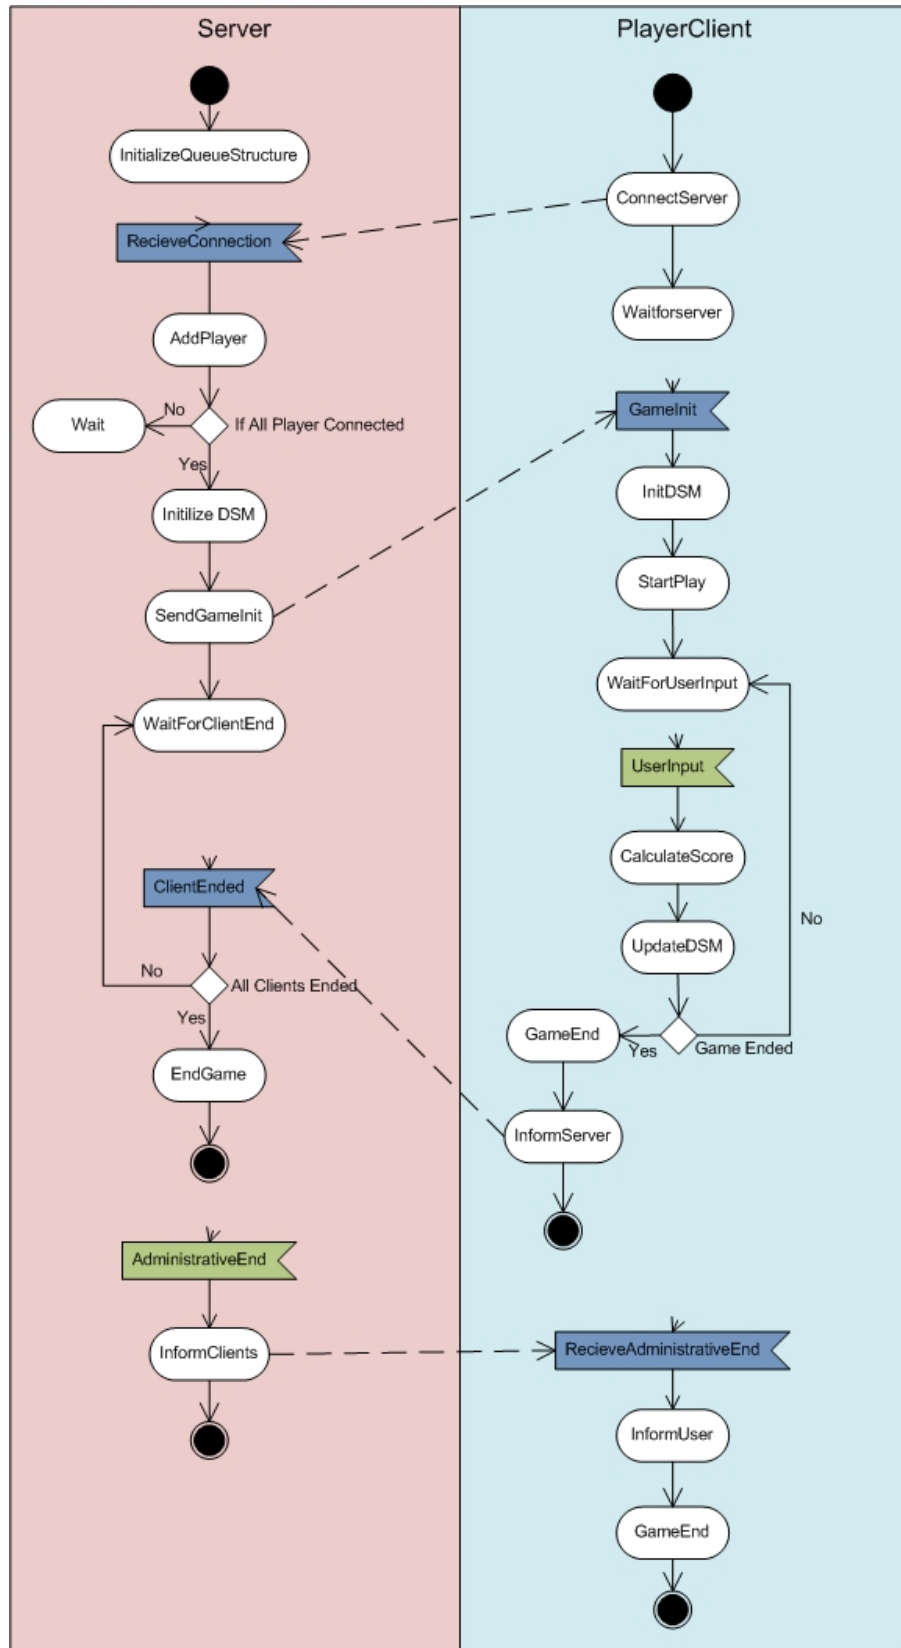 Server
InitializeQueueStructure
RecieveConnection
AddPlayer
No
Wait
If All Player Connected
Yes
Initilize DSM
SendGameInit
WaitForClientEnd
ClientEnded
No
All Clients Ended
Yes
EndGame
AdministrativeEnd
InformClients
PlayerClient
ConnectServer
Waitforserver
GameInit
InitDSM
StartPlay
WaitForUserInput
UserInput
CalculateScore
No
UpdateDSM
GameEnd
Yes
Game Ended
InformServer
RecieveAdministrativeEnd
InformUser
GameEnd